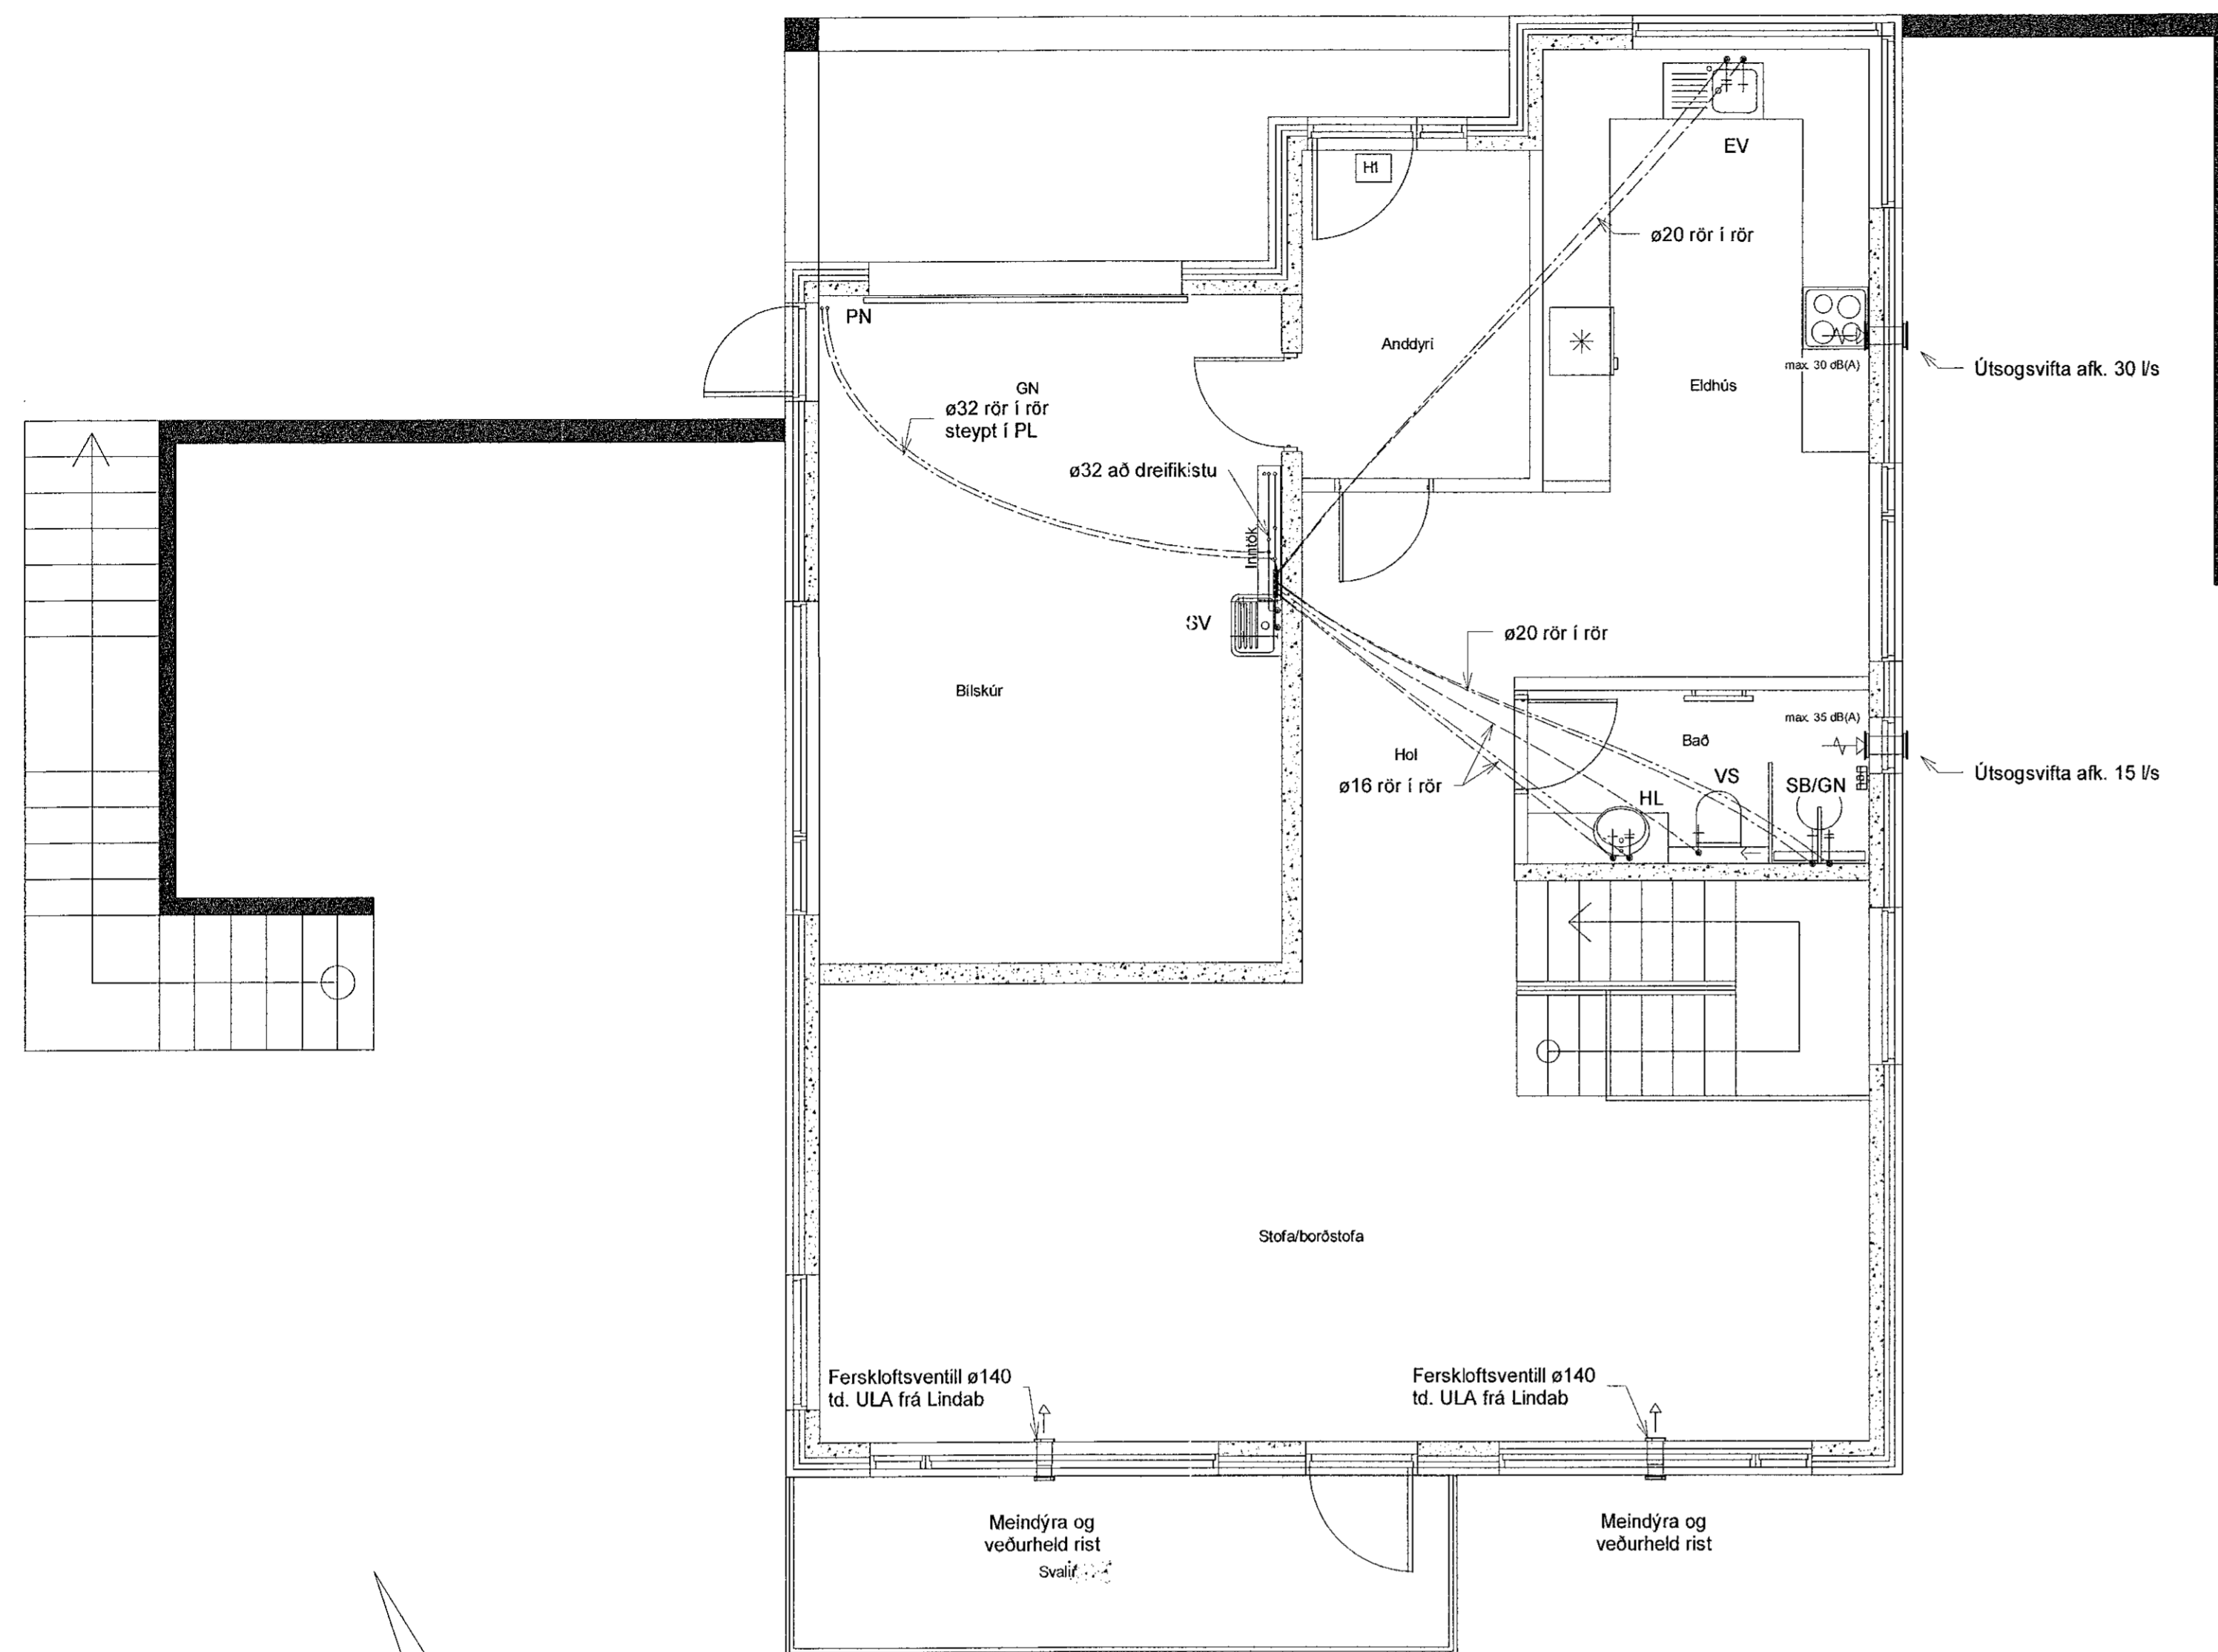 H1
EV
ø20 rör í rör
PN
Anddyri
max. 30 dB(A)
Útsogsvifta afk. 30 l/s
Eldhús
GN
ø32 rör í rör
steypt í PL
ø32 að dreifikistu
Inntök
SV
ø20 rör í rör
Bílskúr
max. 35 dB(A)
Bað
Hol
ø16 rör í rör
VS
SB/GN
HL
Útsogsvifta afk. 15 l/s
Stofa/borðstofa
Ferskloftsventill ø140
td. ULA frá Lindab
Ferskloftsventill ø140
td. ULA frá Lindab
Meindýra og
veðurheld rist
Svalir
Meindýra og
veðurheld rist